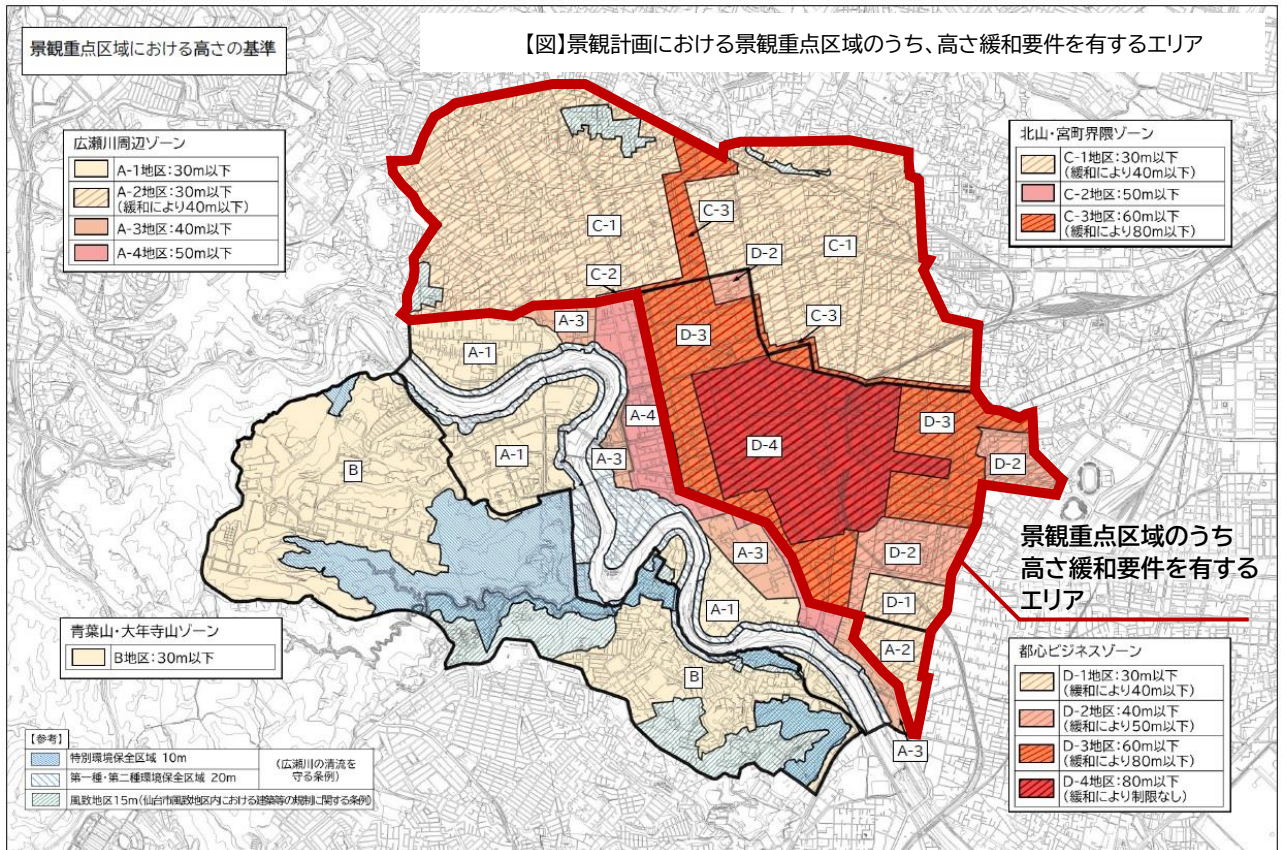 【図】景観計画における景観重点区域のうち、高さ緩和要件を有するエリア
景観重点区域における高さの基準
広瀬川周辺ゾーン
A-1地区:30m以下
A-2地区:30m以下
(緩和により40m以下)
A-3地区:40m以下
A-4地区:50m以下
北山・宮町界隈ゾーン
C-1地区:30m以下
(緩和により40m以下)
C-2地区:50m以下
C-3地区:60m以下
(緩和により80m以下)
C-1
C-3
C-1
D-2
C-2
A-3
C-3
D-3
A-1
A-4
D-3
D-4
D-2
A-1
A-3
B
A-3
D-2
景観重点区域のうち
高さ緩和要件を有する
エリア
A-1
D-1
A-2
B
A-3
青葉山・大年寺山ゾーン
B地区:30m以下
都心ビジネスゾーン
D-1地区:30m以下
(緩和により40m以下)
D-2地区:40m以下
(緩和により50m以下)
D-3地区:60m以下
(緩和により80m以下)
D-4地区:80m以下
(緩和により制限なし)
【参考】
特別環境保全区域 10m
第一種・第二種環境保全区域 20m
(広瀬川の清流を
守る条例)
風致地区15m(仙台市風致地区内における建築等の規制に関する条例)